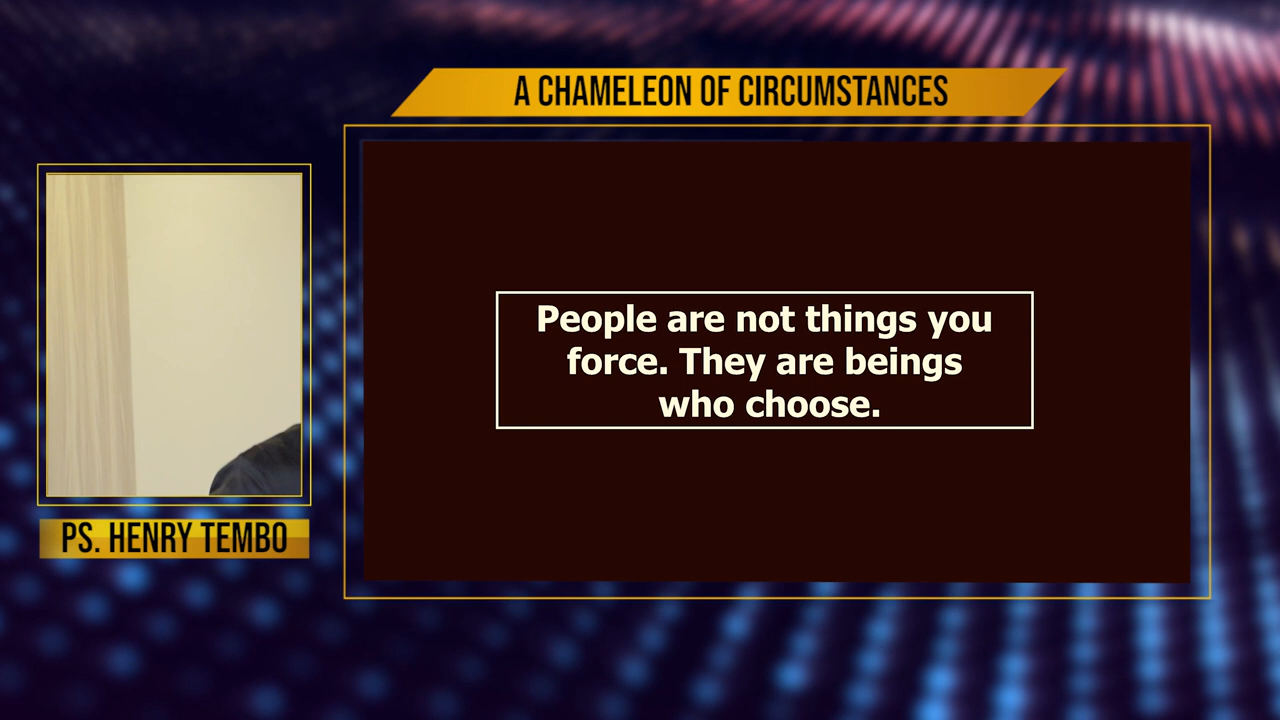 A CHAMELEON OF CIRCUMSTANCES
People are not things you
force. They are beings
who choose.
PS. HENRY TEMBO